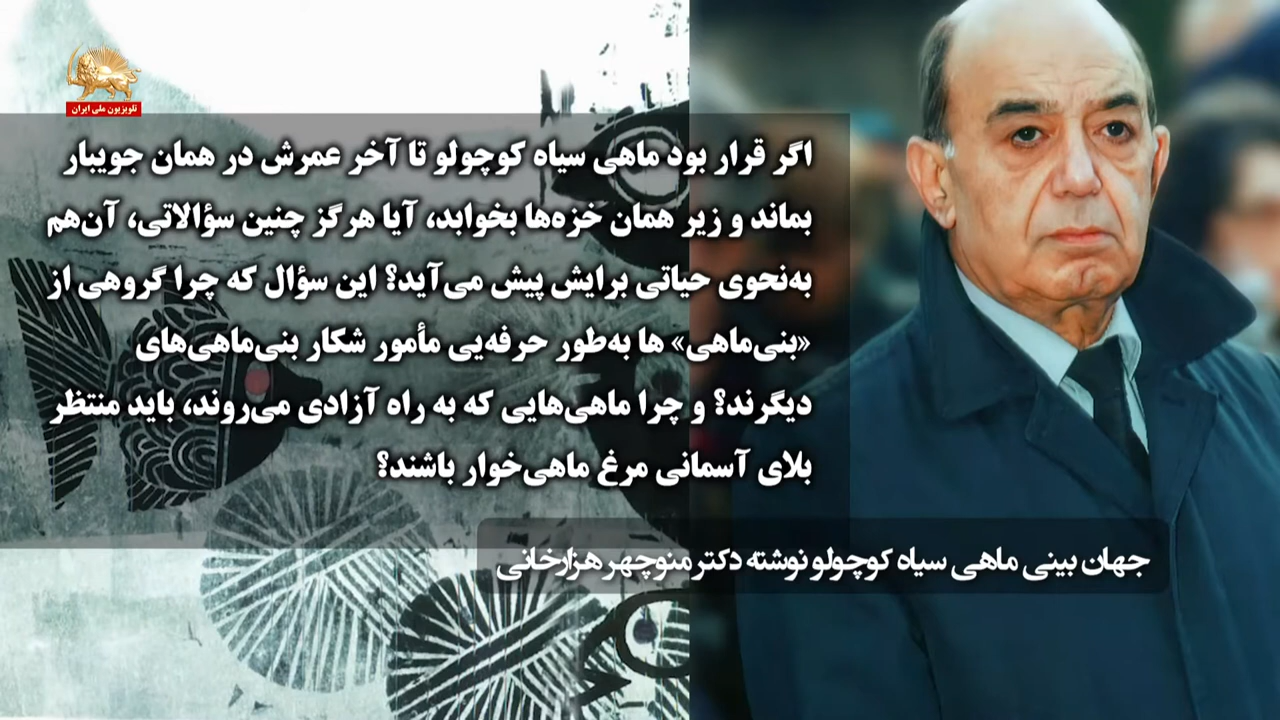 تلویزیون ملی ایران
اگر قرار بود ماهی سیاه کوچولو تا آخر عمرش در همان جویبار
بماند و زیر همان خزه‌ها بخوابد، آیا هرگز چنین سؤالاتی، آن‌هم
به‌نحوی حیاتی برایش پیش می‌آید؟ این سؤال که چرا گروهی از
«بنی‌ماهی» ها به‌طور حرفه‌یی مأمور شکار بنی‌ماهی‌های
دیگرند؟ و چرا ماهی‌هایی که به راه آزادی می‌روند، باید منتظر
بلای آسمانی مرغ ماهی‌خوار باشند؟
جهان بینی ماهی سیاه کوچولو نوشته دکتر منوچهر هزارخانی